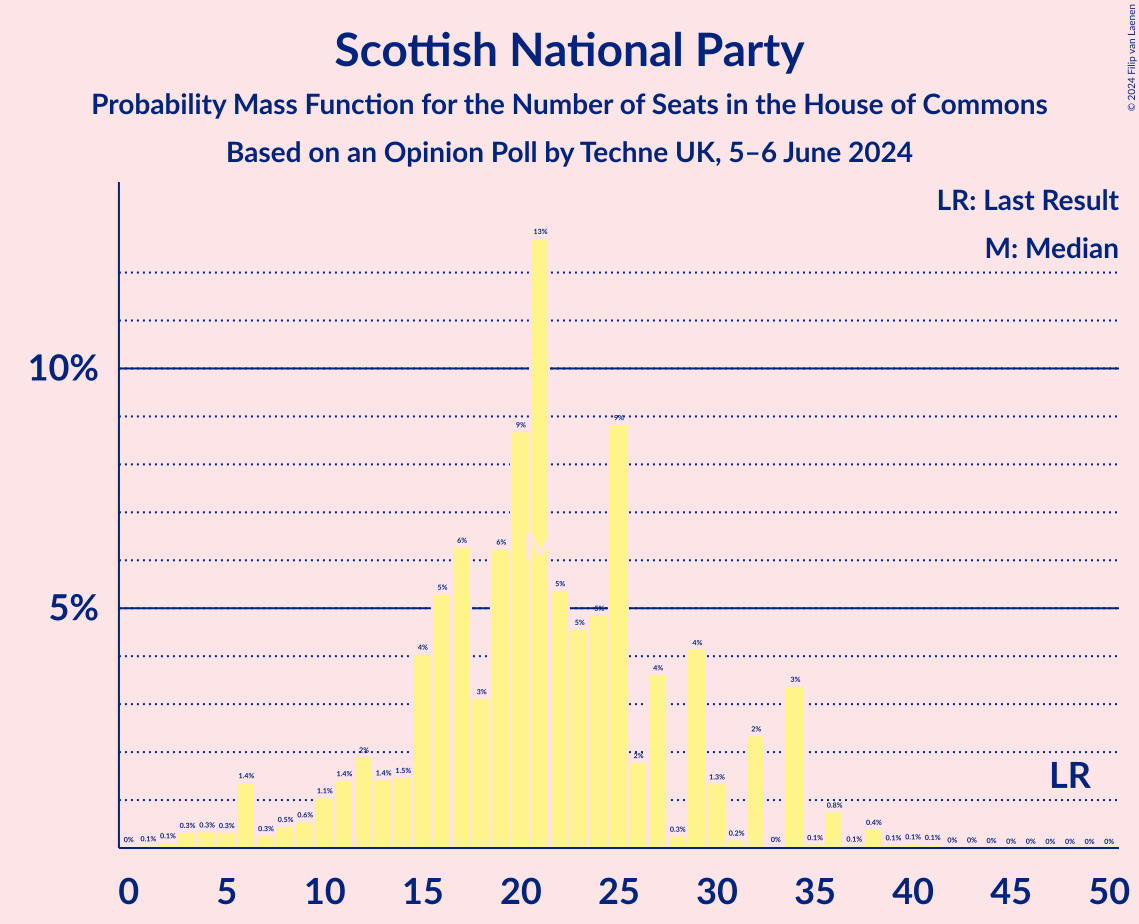 Scottish National Party
Probability Mass Function for the Number of Seats in the House of Commons
Based on an Opinion Poll by Techne UK, 5–6 June 2024
© 2024 Filip van Laenen
LR: Last Result
M: Median
10%
5%
0% 0.1% 0.1% 0.3% 0.3% 0.3% 1.4% 0.3% 0.5% 0.6% 1.1% 1.4% 2% 1.4% 1.5% 4% 5% 6% 3% 6% 9% 13% 5% 5% 5% 9% 2% 4% 0.3% 4% 1.3% 0.2% 2% 0% 3% 0.1% 0.8% 0.1% 0.4% 0.1% 0.1% 0.1% 0% 0% 0% 0% 0% 0% 0% 0% 0%
M
LR
0 5 10 15 20 25 30 35 40 45 50